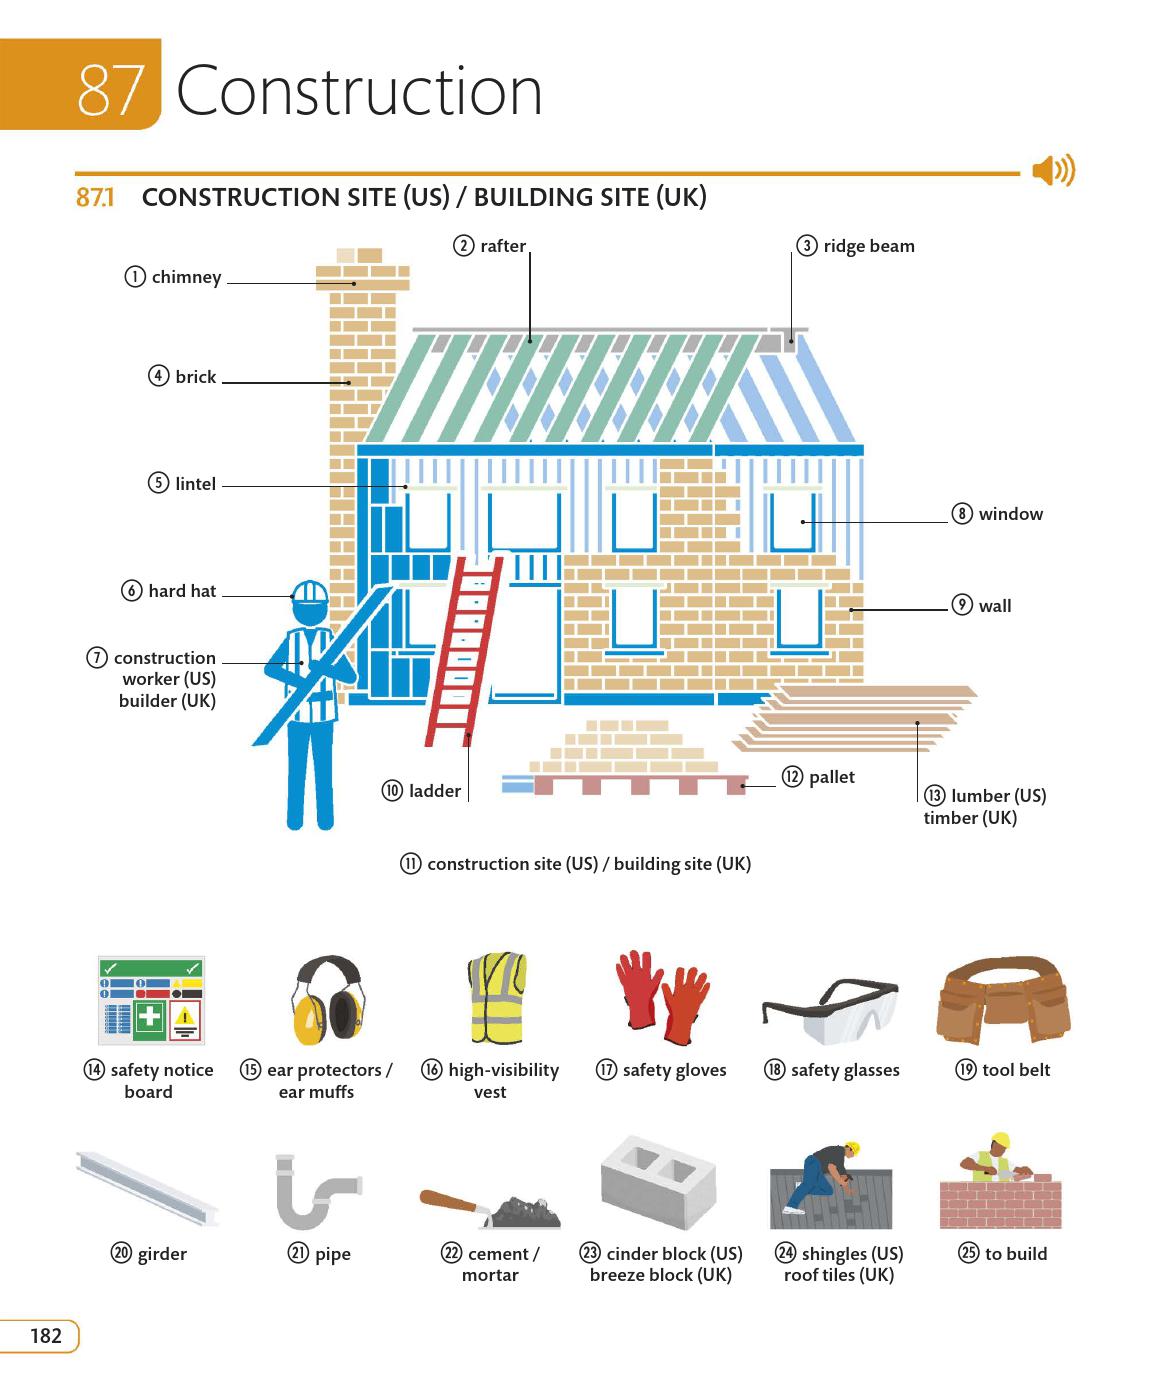 87 Construction
87.1 CONSTRUCTION SITE (US) / BUILDING SITE (UK)
① chimney
② rafter
③ ridge beam
④ brick
⑤ lintel
⑥ hard hat
⑦ construction
worker (US)
builder (UK)
⑧ window
⑨ wall
⑩ ladder
⑪ construction site (US) / building site (UK)
⑫ pallet
⑬ lumber (US)
timber (UK)
⑭ safety notice
board
⑮ ear protectors /
ear muffs
⑯ high-visibility
vest
⑰ safety gloves
⑱ safety glasses
⑲ tool belt
⑳ girder
㉑ pipe
㉒ cement /
mortar
㉓ cinder block (US)
breeze block (UK)
㉔ shingles (US)
roof tiles (UK)
㉕ to build
182